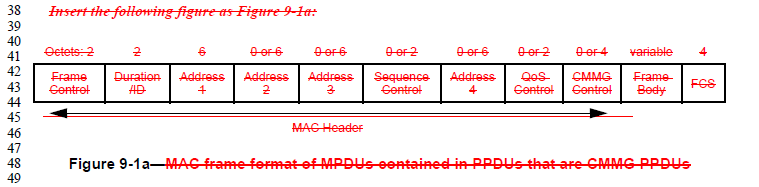 38 Insert the following figure as Figure 9-1a:
39
40
41 Octets: 2 2 6 0 or 6 0 or 6 0 or 2 0 or 6 0 or 2 0 or 4 variable 4
42 Frame Duration Address Address Address Sequence Address QoS CMMG Frame FCS
43 Control /ID 1 2 3 Control 4 Control Control Body
44
45
46 MAC Header
47
48 Figure 9-1a—MAC frame format of MPDUs contained in PPDUs that are CMMG PPDUs
49